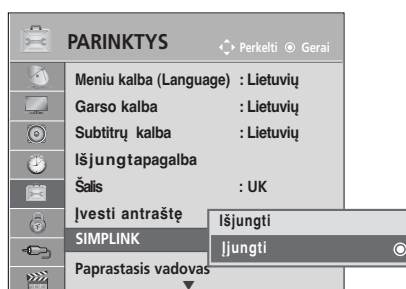 PARINKTYS Perkelti Gerai
Meniu kalba (Language) : Lietuvių
Garso kalba : Lietuvių
Subtitrų kalba : Lietuvių
Išjungtapagalba
Šalis : UK
Įvesti antraštę
Išjungti
SIMPLINK
Įjungti
Paprastasis vadovas